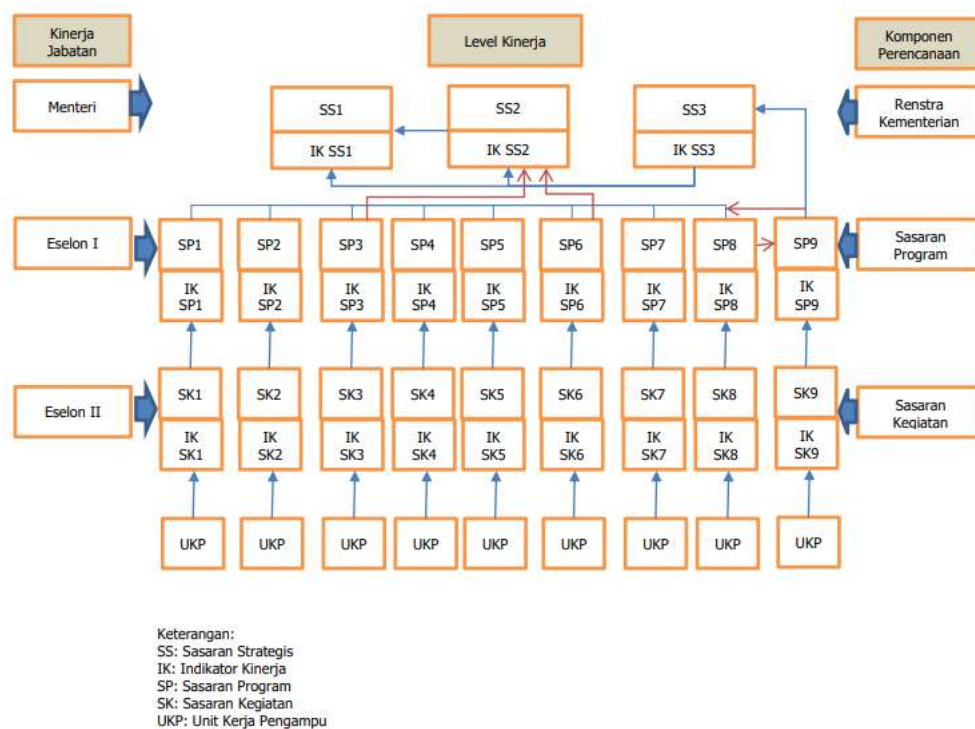 Kinerja
Jabatan
Level Kinerja
Komponen
Perencanaan
Menteri
SS1
SS2
SS3
Renstra
Kementerian
IK SS1
IK SS2
IK SS3
Eselon I
SP1
SP2
SP3
SP4
SP5
SP6
SP7
SP8
SP9
Sasaran
Program
IK
SP1
IK
SP2
IK
SP3
IK
SP4
IK
SP5
IK
SP6
IK
SP7
IK
SP8
IK
SP9
Eselon II
SK1
SK2
SK3
SK4
SK5
SK6
SK7
SK8
SK9
Sasaran
Kegiatan
IK
SK1
IK
SK2
IK
SK3
IK
SK4
IK
SK5
IK
SK6
IK
SK7
IK
SK8
IK
SK9
UKP
UKP
UKP
UKP
UKP
UKP
UKP
UKP
UKP
Keterangan:
SS: Sasaran Strategis
IK: Indikator Kinerja
SP: Sasaran Program
SK: Sasaran Kegiatan
UKP: Unit Kerja Pengampu